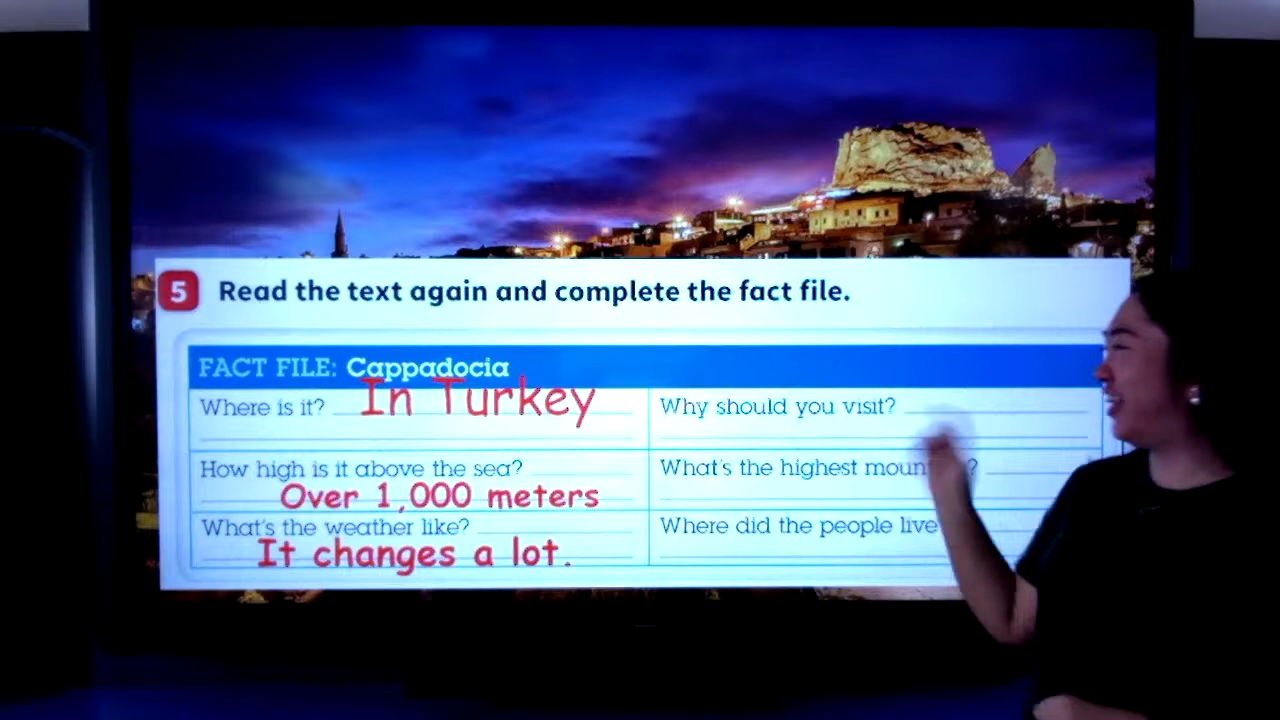 5 Read the text again and complete the fact file.
FACT FILE: Cappadocia
Where is it? In Turkey
Why should you visit?
How high is it above the sea?
Over 1,000 meters
What's the highest ?
What's the weather like?
It changes a lot.
Where did the people live